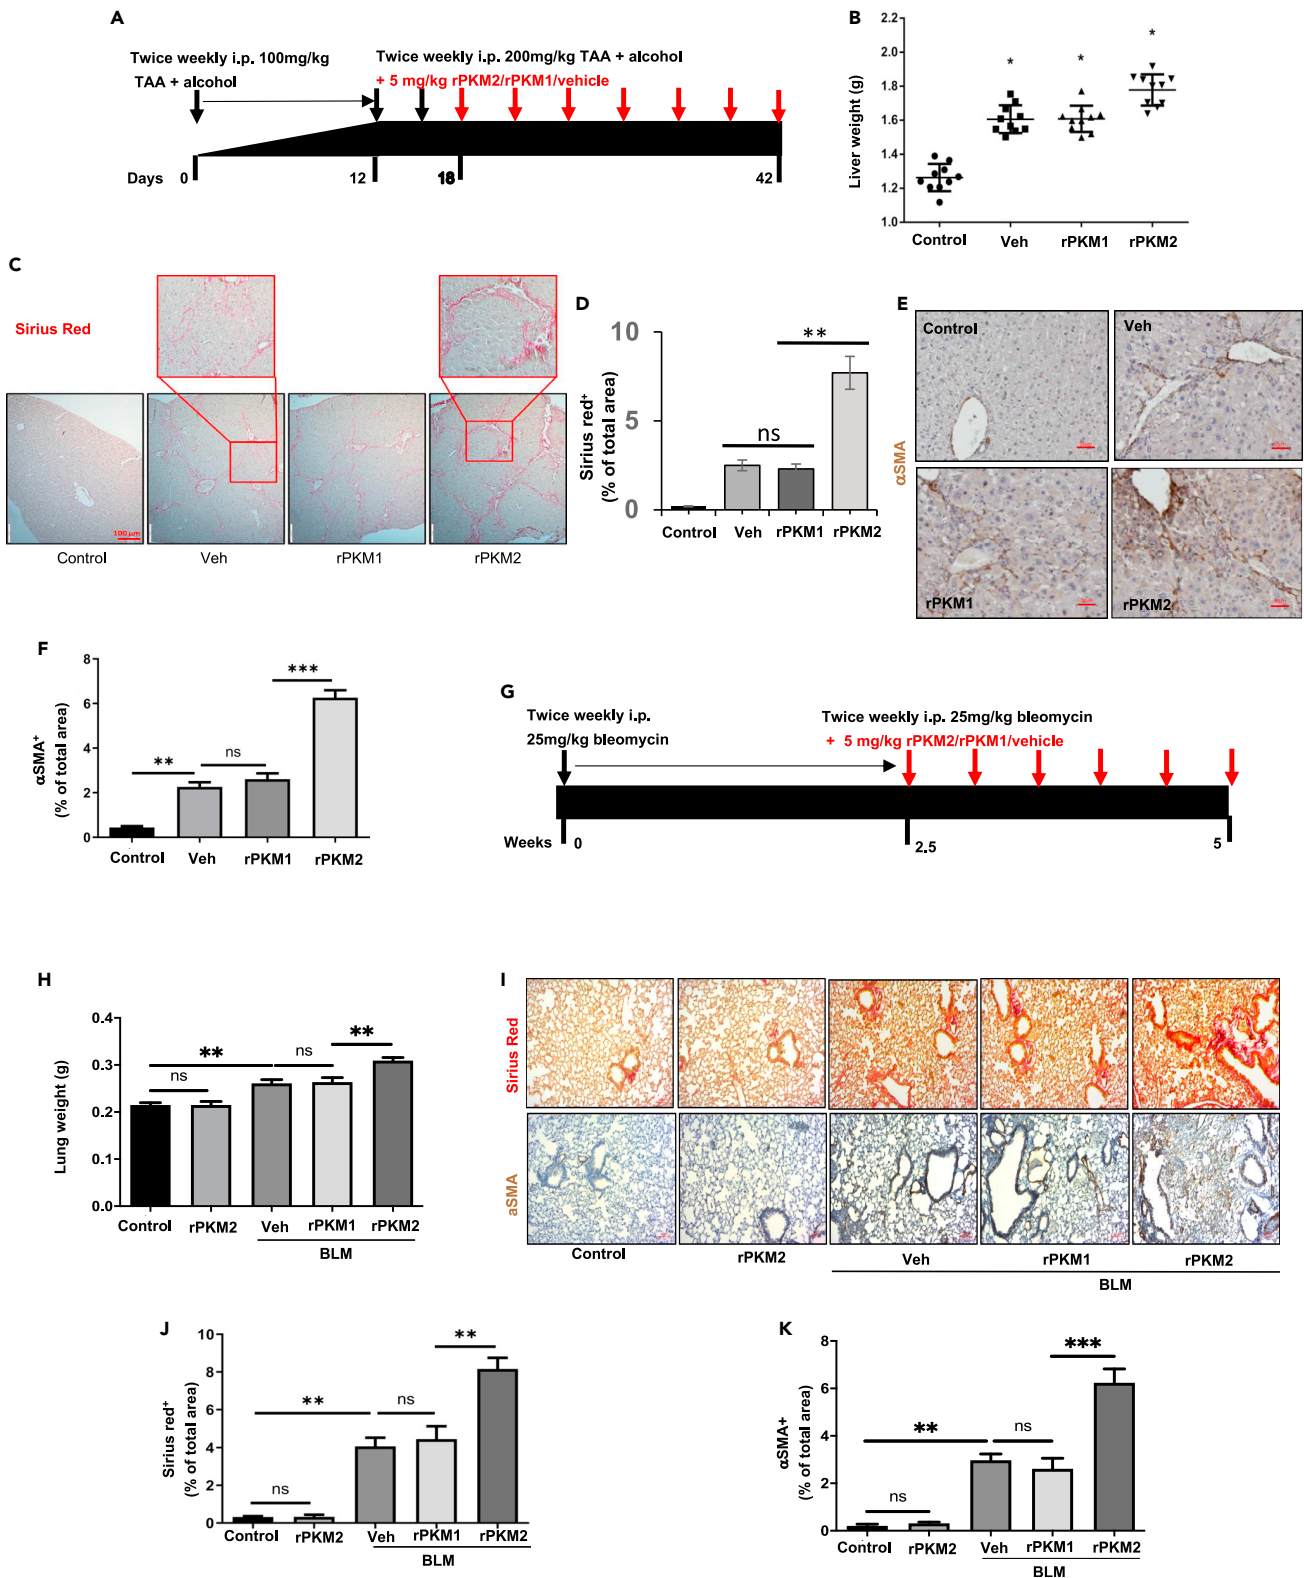 A
Twice weekly i.p. 100mg/kg
TAA + alcohol
Twice weekly i.p. 200mg/kg TAA + alcohol
+ 5 mg/kg rPKM2/rPKM1/vehicle
Days
0
12
18
42
B
Liver weight (g)
2.2
2.0
1.8
1.6
1.4
1.2
1.0
*
*
*
Control
Veh
rPKM1
rPKM2
C
Sirius Red
100 µm
Control
Veh
rPKM1
rPKM2
D
Sirius red⁺
(% of total area)
10
5
0
ns
**
Control
Veh
rPKM1
rPKM2
E
αSMA
Control
Veh
rPKM1
rPKM2
F
αSMA⁺
(% of total area)
8
6
4
2
0
**
ns
***
Control
Veh
rPKM1
rPKM2
G
Twice weekly i.p.
25mg/kg bleomycin
Twice weekly i.p. 25mg/kg bleomycin
+ 5 mg/kg rPKM2/rPKM1/vehicle
Weeks
0
2.5
5
H
Lung weight (g)
0.4
0.3
0.2
0.1
0.0
ns
**
ns
**
Control
rPKM2
Veh
rPKM1
rPKM2
BLM
I
Sirius Red
aSMA
Control
rPKM2
Veh
rPKM1
rPKM2
BLM
J
Sirius red⁺
(% of total area)
10
8
6
4
2
0
ns
**
ns
**
Control
rPKM2
Veh
rPKM1
rPKM2
BLM
K
αSMA+
(% of total area)
8
6
4
2
0
ns
**
ns
***
Control
rPKM2
Veh
rPKM1
rPKM2
BLM